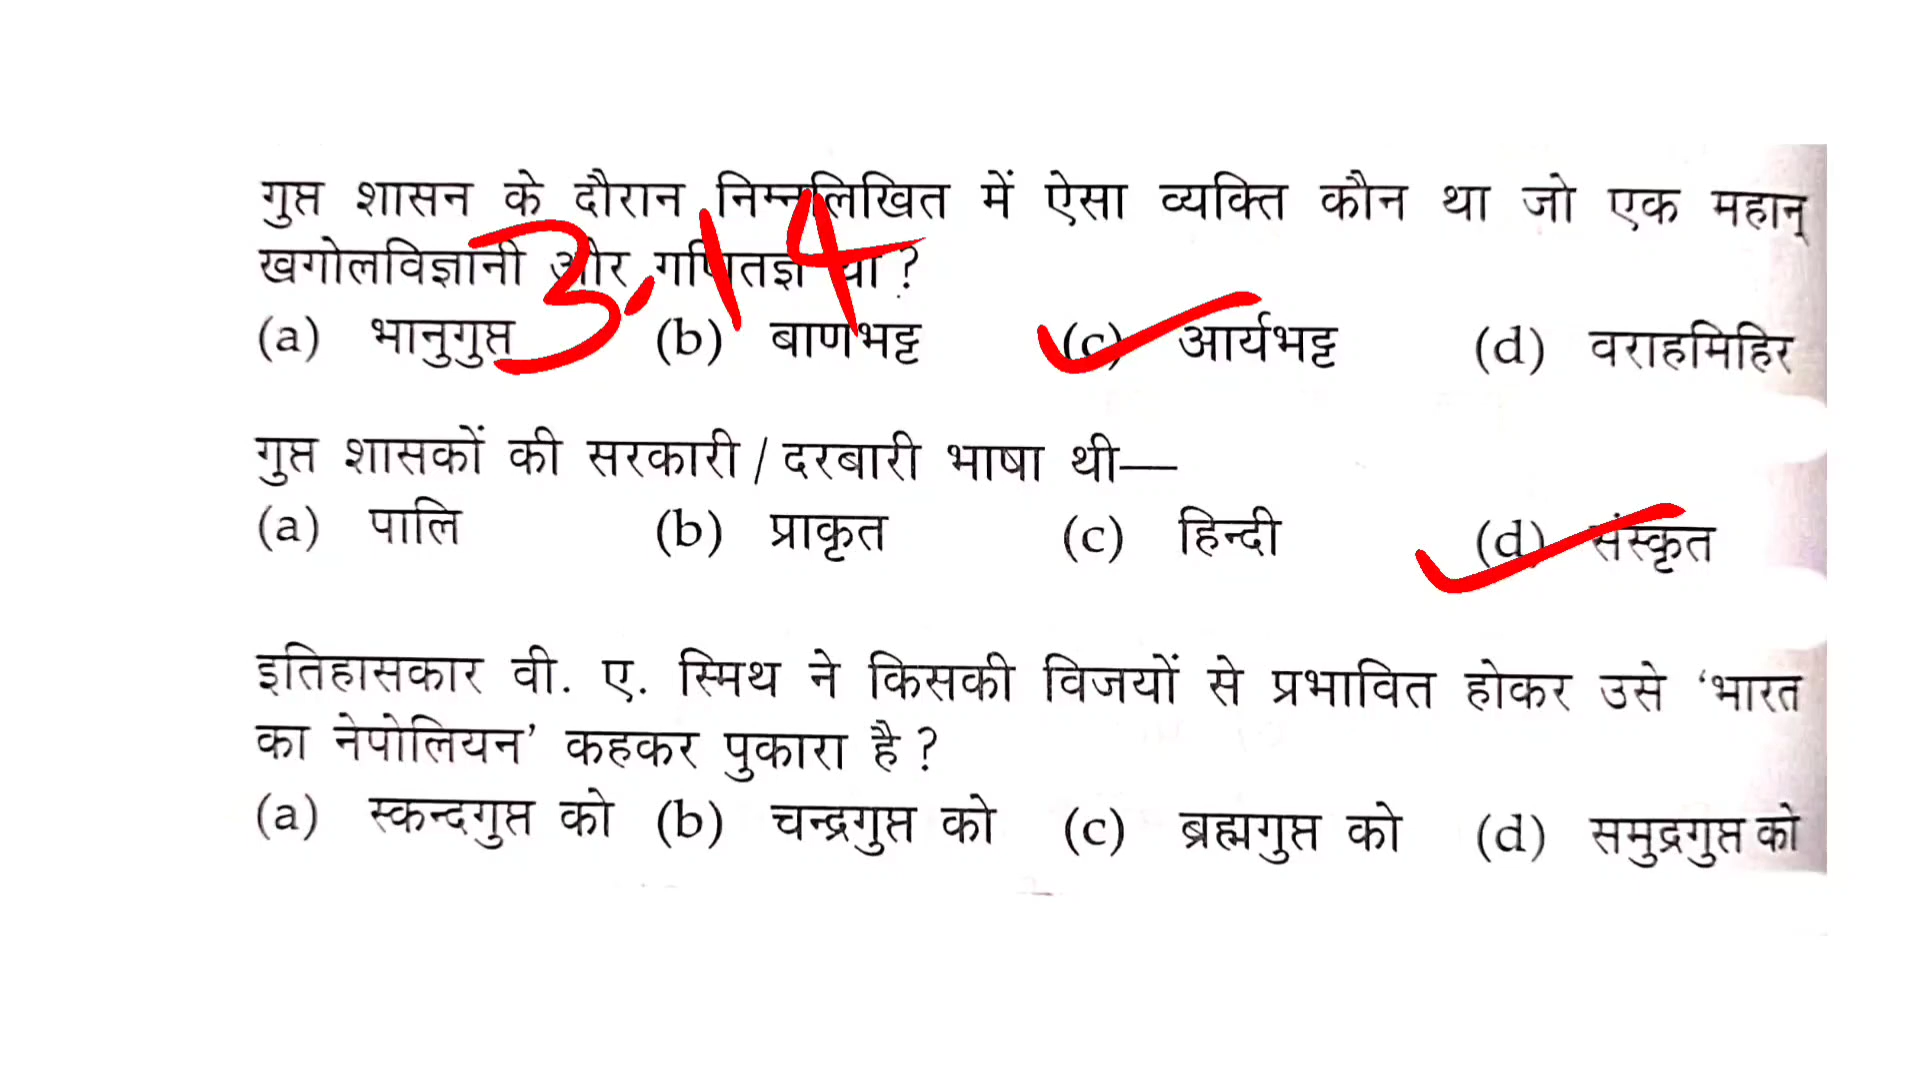 गुप्त शासन के दौरान निम्नलिखित में ऐसा व्यक्ति कौन था जो एक महान्
खगोलविज्ञानी और गणितज्ञ था ?
3.14
(a) भानुगुप्त (b) बाणभट्ट (c) आर्यभट्ट (d) वराहमिहिर
गुप्त शासकों की सरकारी / दरबारी भाषा थी—
(a) पालि (b) प्राकृत (c) हिन्दी (d) संस्कृत
इतिहासकार वी. ए. स्मिथ ने किसकी विजयों से प्रभावित होकर उसे ‘भारत
का नेपोलियन’ कहकर पुकारा है ?
(a) स्कन्दगुप्त को (b) चन्द्रगुप्त को (c) ब्रह्मगुप्त को (d) समुद्रगुप्त को